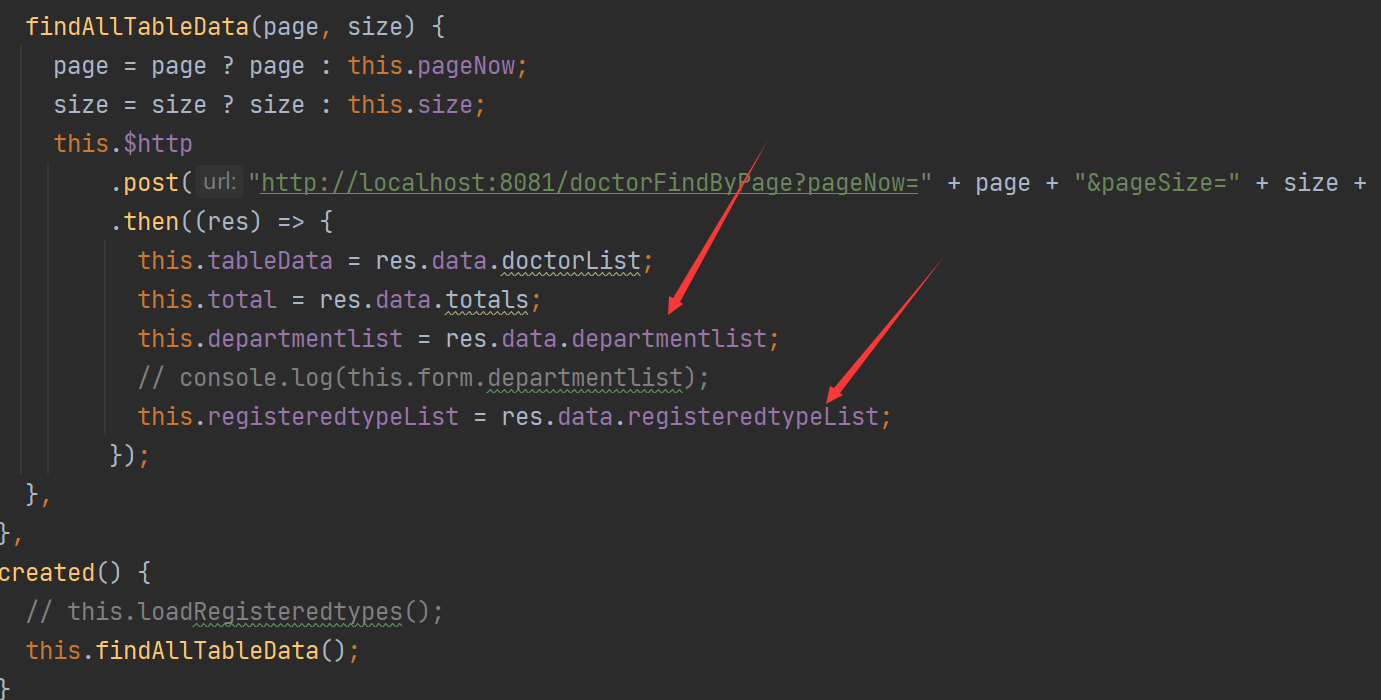 findAllTableData(page, size) {
page = page ? page : this.pageNow;
size = size ? size : this.size;
this.$http
.post( url: "http://localhost:8081/doctorFindByPage?pageNow=" + page + "&pageSize=" + size +
.then((res) => {
this.tableData = res.data.doctorList;
this.total = res.data.totals;
this.departmentlist = res.data.departmentlist;
// console.log(this.form.departmentlist);
this.registeredtypeList = res.data.registeredtypeList;
});
},
},
created() {
// this.loadRegisteredtypes();
this.findAllTableData();
}